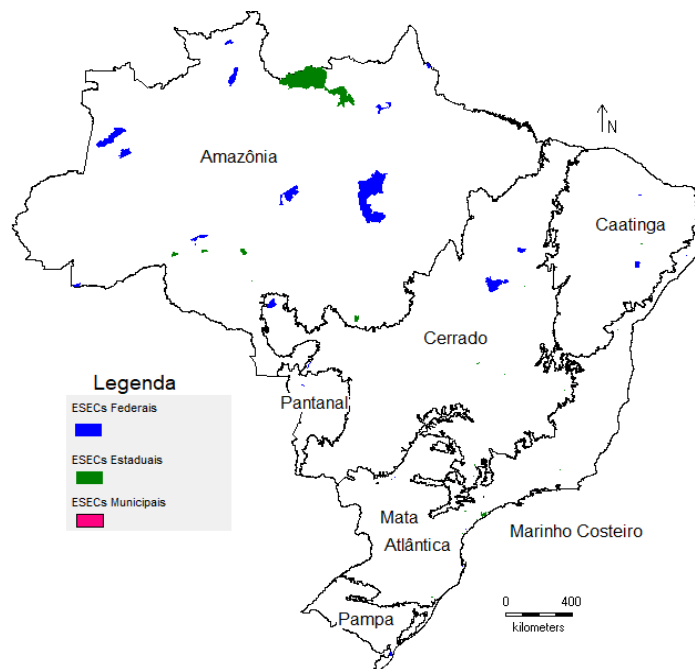 N
Amazônia
Caatinga
Cerrado
Legenda
ESECs Federais
ESECs Estaduais
ESECs Municipais
Pantanal
Mata
Atlântica
Marinho Costeiro
Pampa
0 400
kilometers